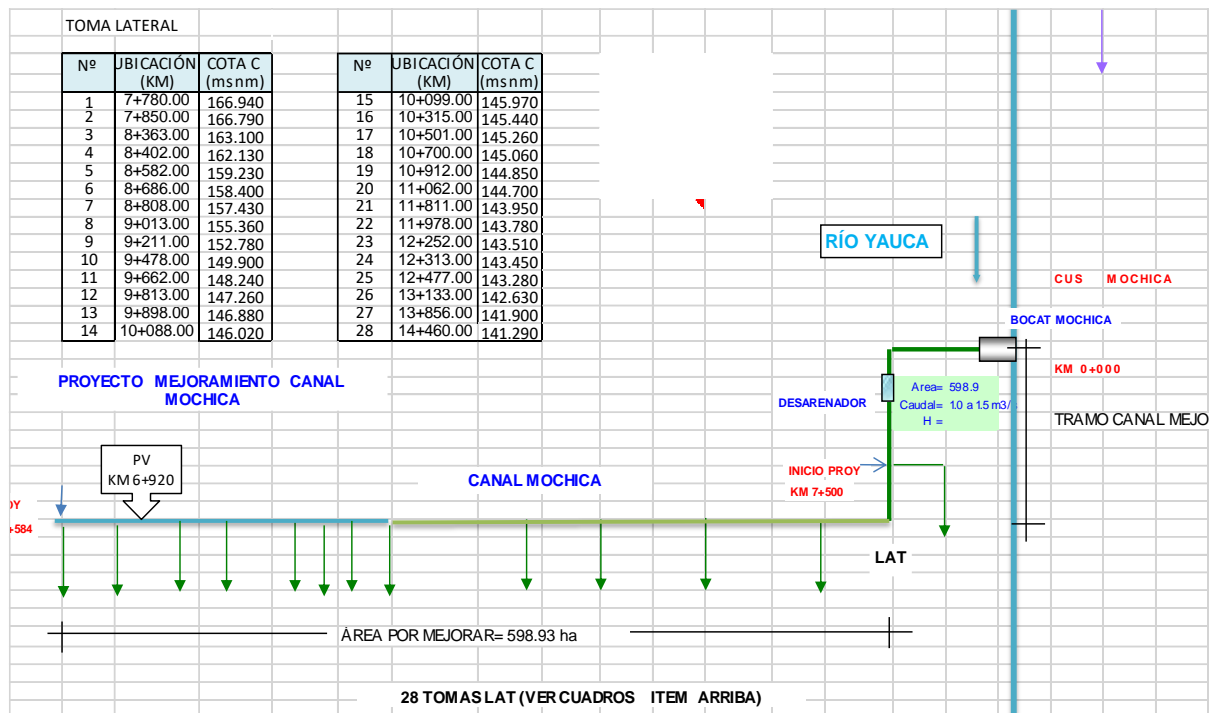 TOMA LATERAL
Nº UBICACIÓN (KM) COTA C (msnm)
1 7+780.00 166.940
2 7+850.00 166.790
3 8+363.00 163.100
4 8+402.00 162.130
5 8+582.00 159.230
6 8+686.00 158.400
7 8+808.00 157.430
8 9+013.00 155.360
9 9+211.00 152.780
10 9+478.00 149.900
11 9+662.00 148.240
12 9+813.00 147.260
13 9+898.00 146.880
14 10+088.00 146.020
Nº UBICACIÓN (KM) COTA C (msnm)
15 10+099.00 145.970
16 10+315.00 145.440
17 10+501.00 145.260
18 10+700.00 145.060
19 10+912.00 144.850
20 11+062.00 144.700
21 11+811.00 143.950
22 11+978.00 143.780
23 12+252.00 143.510
24 12+313.00 143.450
25 12+477.00 143.280
26 13+133.00 142.630
27 13+856.00 141.900
28 14+460.00 141.290
RÍO YAUCA
CUS MOCHICA
BOCAT MOCHICA
KM 0+000
PROYECTO MEJORAMIENTO CANAL
MOCHICA
DESARENADOR
Area= 598.9
Caudal= 1.0 a 1.5 m3/
H =
TRAMO CANAL MEJO
PV
KM 6+920
CANAL MOCHICA
INICIO PROY
KM 7+500
OY
+584
LAT
ÀREA POR MEJORAR= 598.93 ha
28 TOMAS LAT (VER CUADROS ITEM ARRIBA)